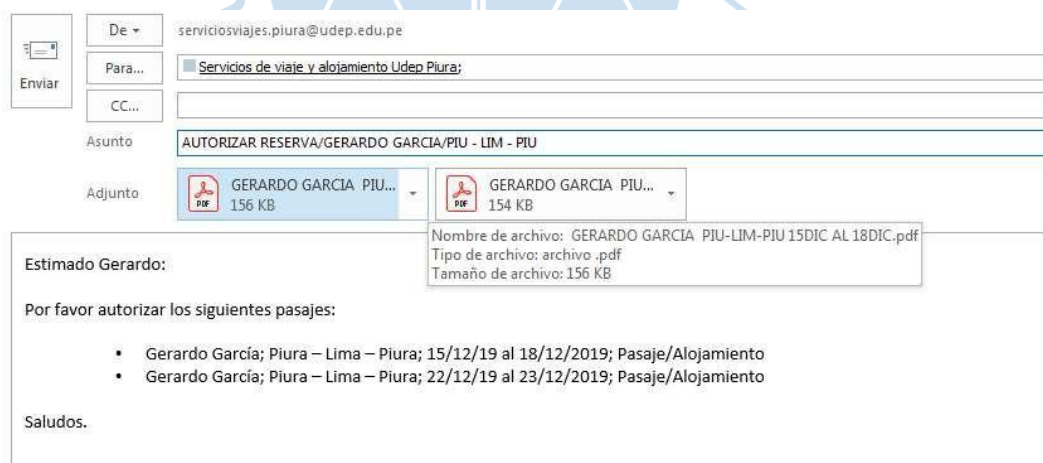 De
serviciosviajes.piura@udep.edu.pe
Enviar
Para...
Servicios de viaje y alojamiento Udep Piura;
CC...
Asunto
AUTORIZAR RESERVA/GERARDO GARCIA/PIU - LIM - PIU
Adjunto
PDF
GERARDO GARCIA PIU...
156 KB
PDF
GERARDO GARCIA PIU...
154 KB
Nombre de archivo: GERARDO GARCIA PIU-LIM-PIU 15DIC AL 18DIC.pdf
Tipo de archivo: archivo .pdf
Tamaño de archivo: 156 KB
Estimado Gerardo:
Por favor autorizar los siguientes pasajes:
• Gerardo García; Piura – Lima – Piura; 15/12/19 al 18/12/2019; Pasaje/Alojamiento
• Gerardo García; Piura – Lima – Piura; 22/12/19 al 23/12/2019; Pasaje/Alojamiento
Saludos.